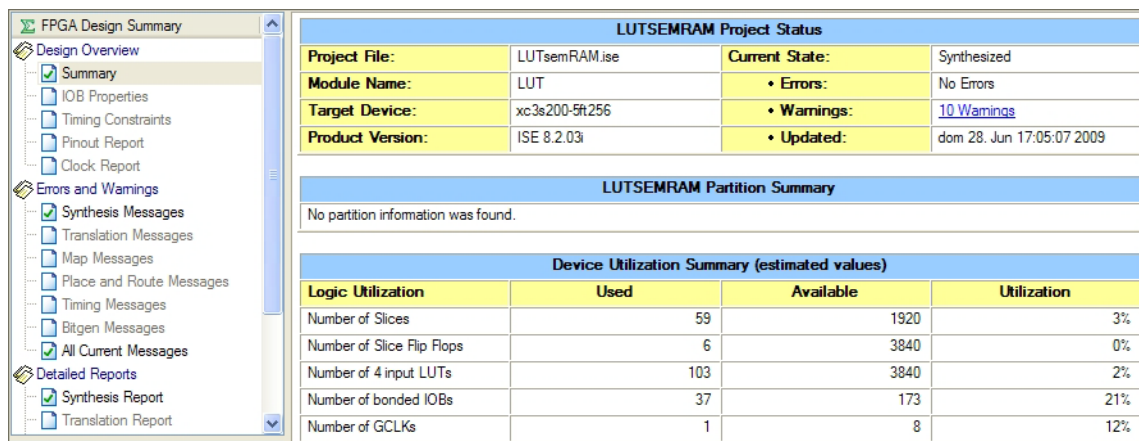 FPGA Design Summary
Design Overview
Summary
IOB Properties
Timing Constraints
Pinout Report
Clock Report
Errors and Warnings
Synthesis Messages
Translation Messages
Map Messages
Place and Route Messages
Timing Messages
Bitgen Messages
All Current Messages
Detailed Reports
Synthesis Report
Translation Report
LUTSEMRAM Project Status
Project File: LUTsemRAM.ise Current State: Synthesized
Module Name: LUT • Errors: No Errors
Target Device: xc3s200-5ft256 • Warnings: 10 Warnings
Product Version: ISE 8.2.03i • Updated: dom 28. Jun 17:05:07 2009
LUTSEMRAM Partition Summary
No partition information was found.
Device Utilization Summary (estimated values)
Logic Utilization Used Available Utilization
Number of Slices 59 1920 3%
Number of Slice Flip Flops 6 3840 0%
Number of 4 input LUTs 103 3840 2%
Number of bonded IOBs 37 173 21%
Number of GCLKs 1 8 12%